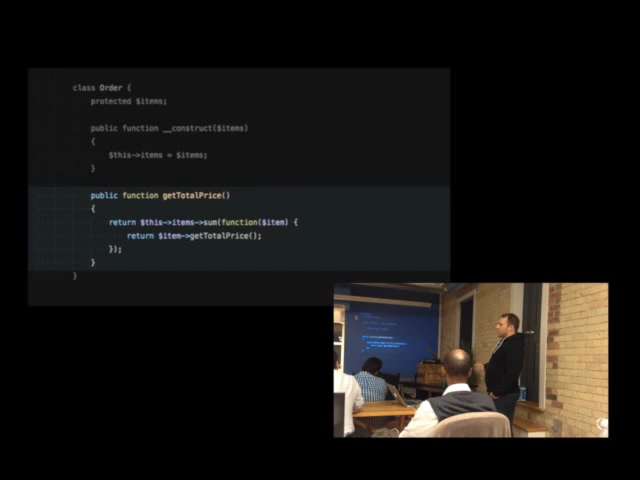 class Order {
protected $items;
public function __construct($items)
{
$this->items = $items;
}
public function getTotalPrice()
{
return $this->items->sum(function($item) {
return $item->getTotalPrice();
});
}
}